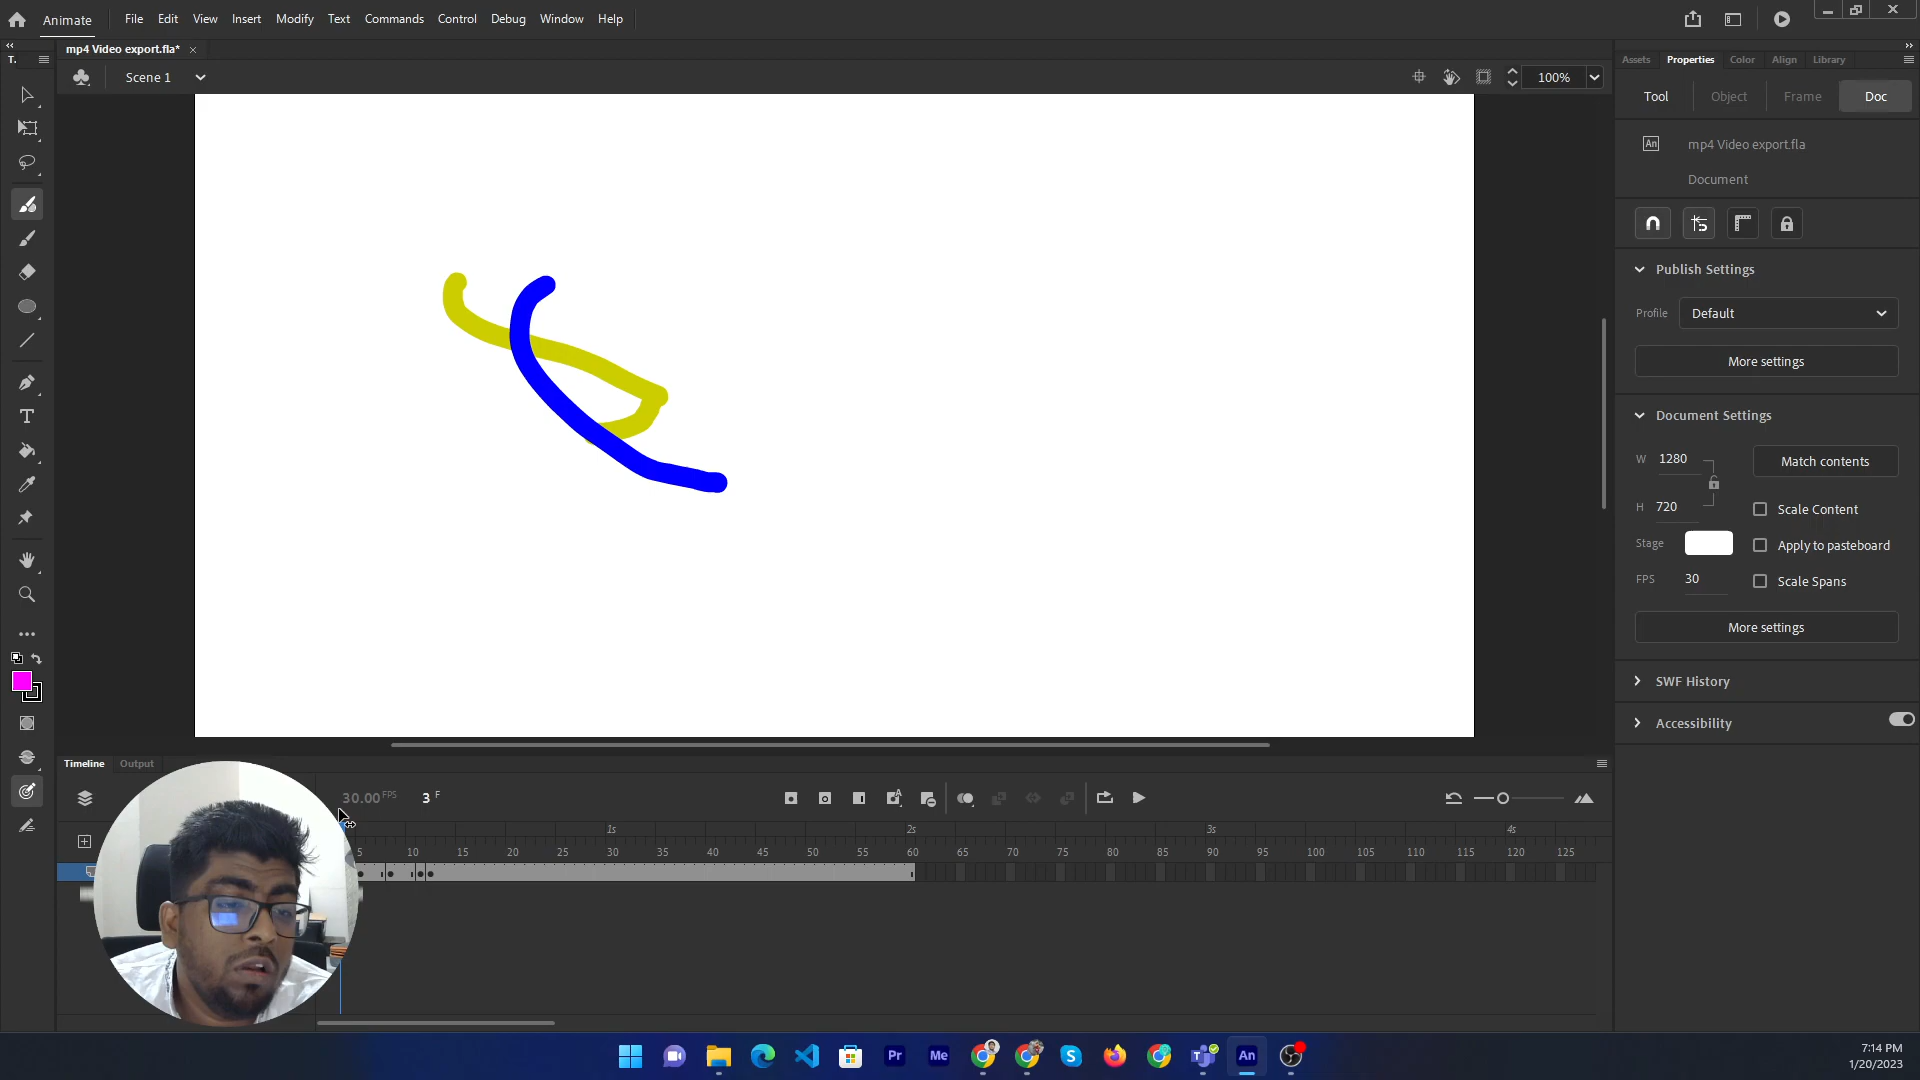 Animate File Edit View Insert Modify Text Commands Control Debug Window Help
mp4 Video export.fla*
T.
Scene 1
100%
Assets Properties Color Align Library
Tool Object Frame Doc
An mp4 Video export.fla
Document
Publish Settings
Profile Default
More settings
Document Settings
W 1280 Match contents
H 720 Scale Content
Stage Apply to pasteboard
FPS 30 Scale Spans
More settings
SWF History
Accessibility
T
Timeline Output
30.00 FPS 3 F
1s 2s 3s 4s
5 10 15 20 25 30 35 40 45 50 55 60 65 70 75 80 85 90 95 100 105 110 115 120 125
Pr Me S T An
7:14 PM
1/20/2023